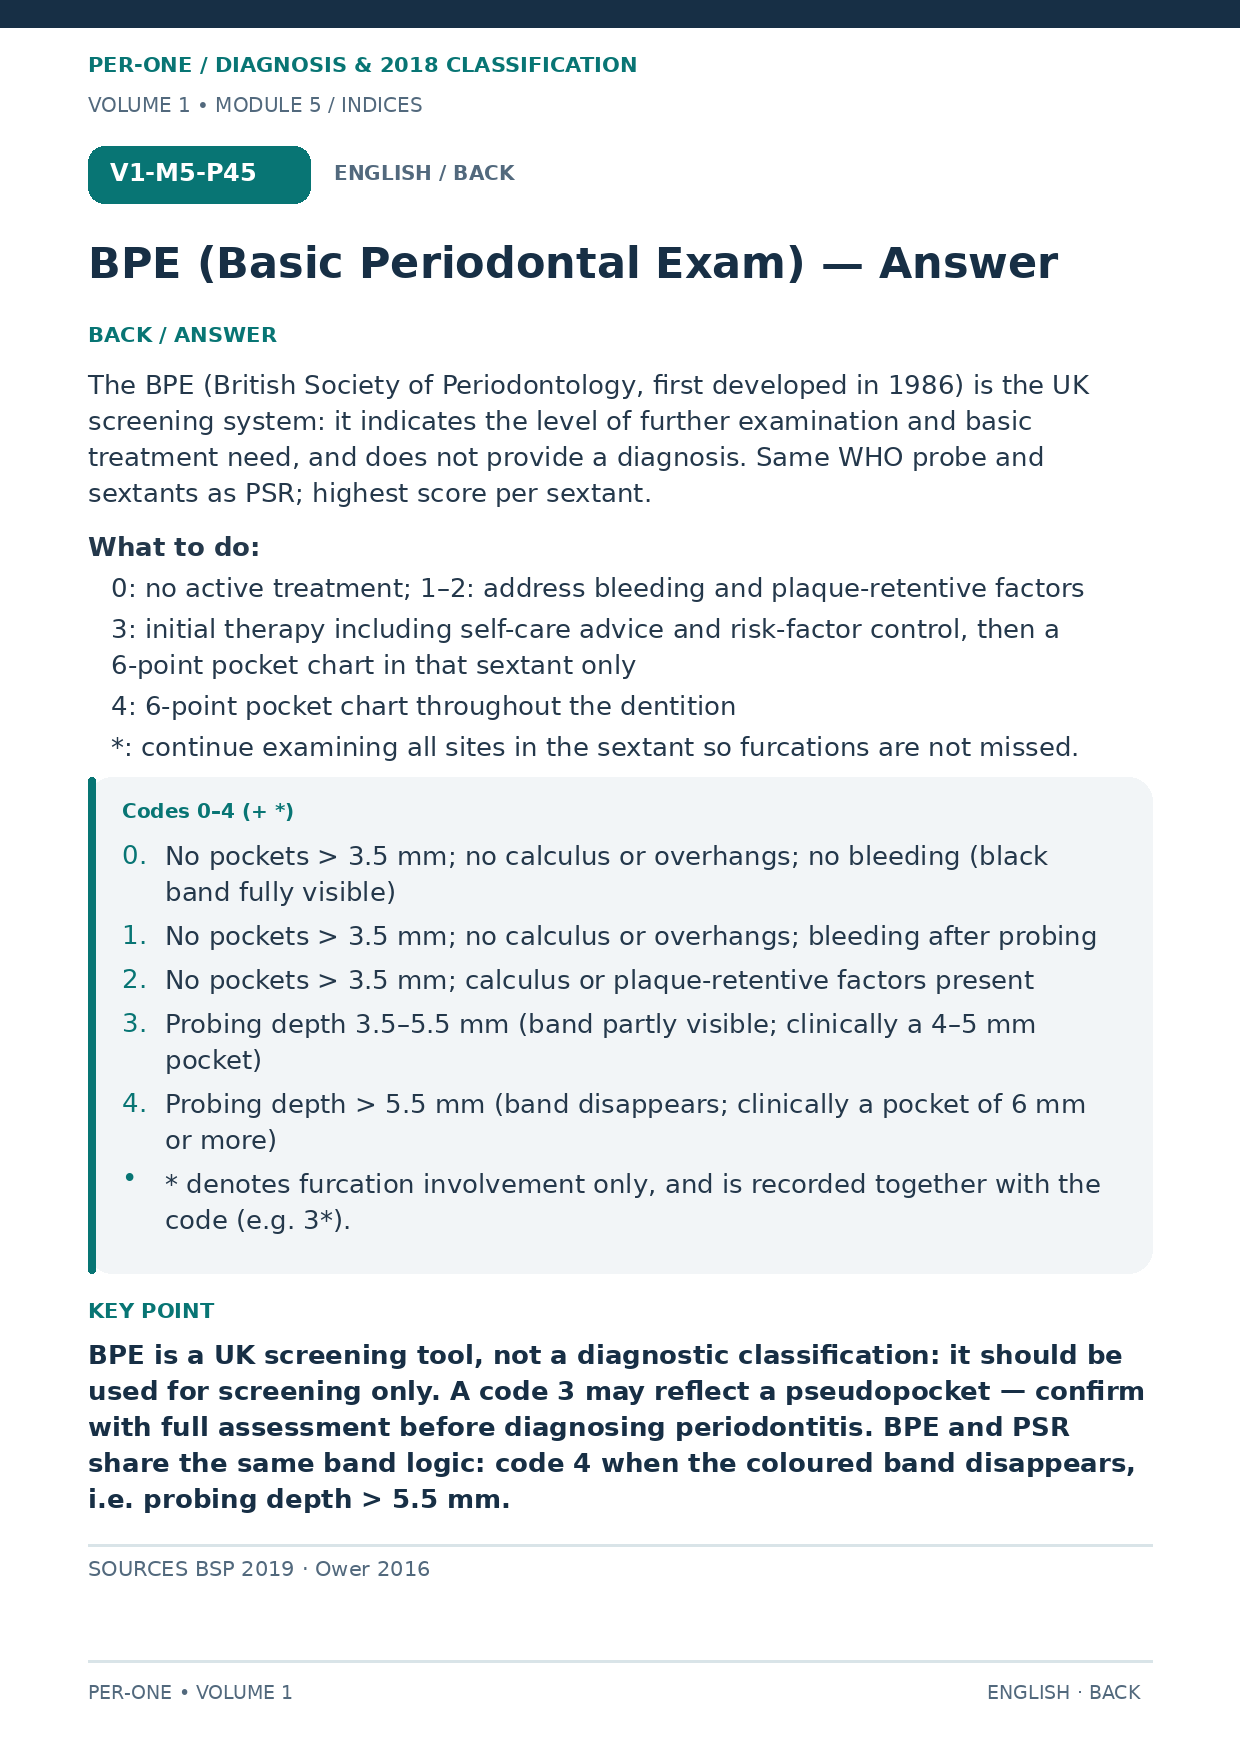 PER-ONE / DIAGNOSIS & 2018 CLASSIFICATION
VOLUME 1 • MODULE 5 / INDICES
V1-M5-P45
ENGLISH / BACK
BPE (Basic Periodontal Exam) — Answer
BACK / ANSWER
The BPE (British Society of Periodontology, first developed in 1986) is the UK
screening system: it indicates the level of further examination and basic
treatment need, and does not provide a diagnosis. Same WHO probe and
sextants as PSR; highest score per sextant.
What to do:
0: no active treatment; 1–2: address bleeding and plaque-retentive factors
3: initial therapy including self-care advice and risk-factor control, then a
6-point pocket chart in that sextant only
4: 6-point pocket chart throughout the dentition
*: continue examining all sites in the sextant so furcations are not missed.
Codes 0–4 (+ *)
0. No pockets > 3.5 mm; no calculus or overhangs; no bleeding (black
band fully visible)
1. No pockets > 3.5 mm; no calculus or overhangs; bleeding after probing
2. No pockets > 3.5 mm; calculus or plaque-retentive factors present
3. Probing depth 3.5–5.5 mm (band partly visible; clinically a 4–5 mm
pocket)
4. Probing depth > 5.5 mm (band disappears; clinically a pocket of 6 mm
or more)
• * denotes furcation involvement only, and is recorded together with the
code (e.g. 3*).
KEY POINT
BPE is a UK screening tool, not a diagnostic classification: it should be
used for screening only. A code 3 may reflect a pseudopocket — confirm
with full assessment before diagnosing periodontitis. BPE and PSR
share the same band logic: code 4 when the coloured band disappears,
i.e. probing depth > 5.5 mm.
SOURCES BSP 2019 · Ower 2016
PER-ONE • VOLUME 1
ENGLISH · BACK